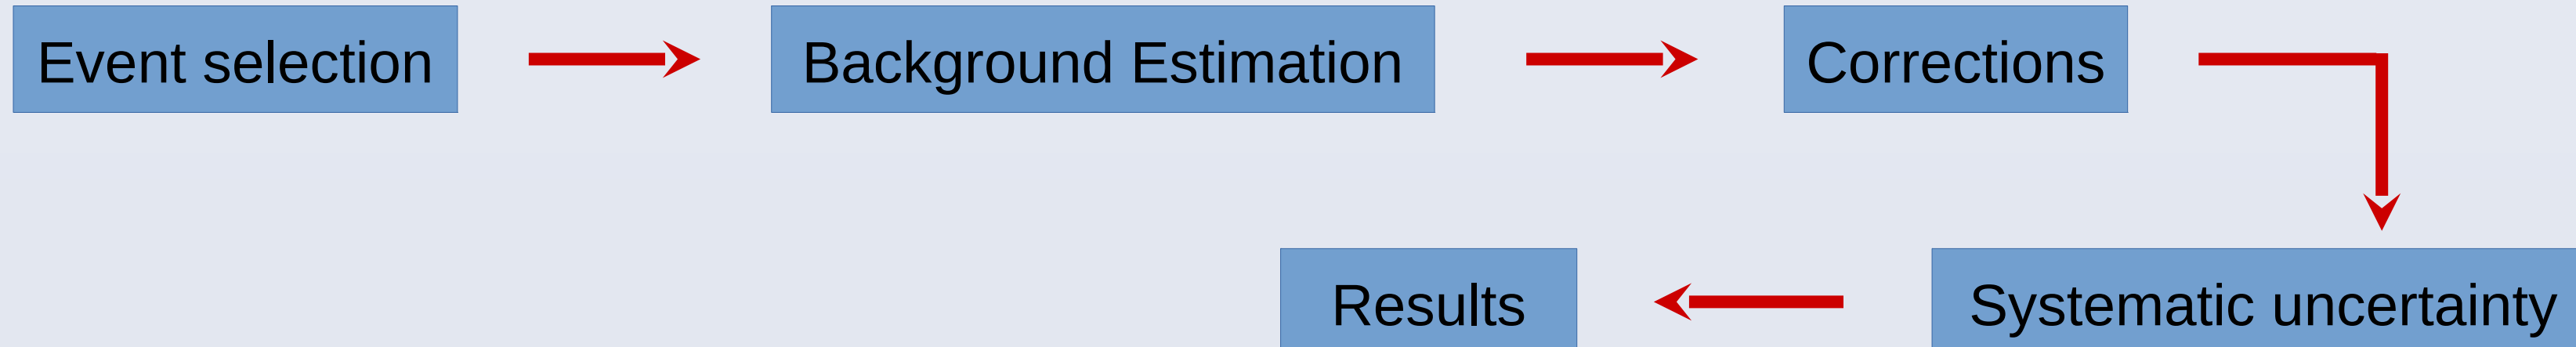 Event selection
Background Estimation
Corrections
Systematic uncertainty
Results